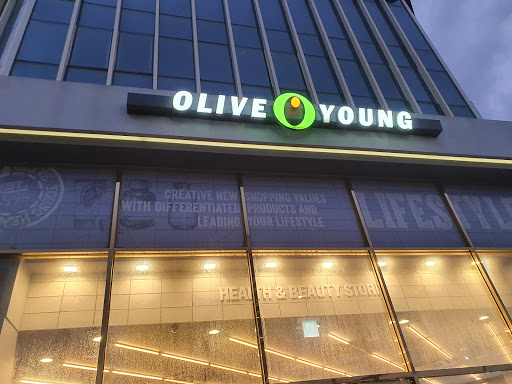 OLIVE YOUNG
CREATIVE NEW SHOPPING VALUES
WITH DIFFERENTIATED PRODUCTS AND
LEADING YOUR LIFESTYLE
LIFESTYLE
HEALTH & BEAUTY STORE